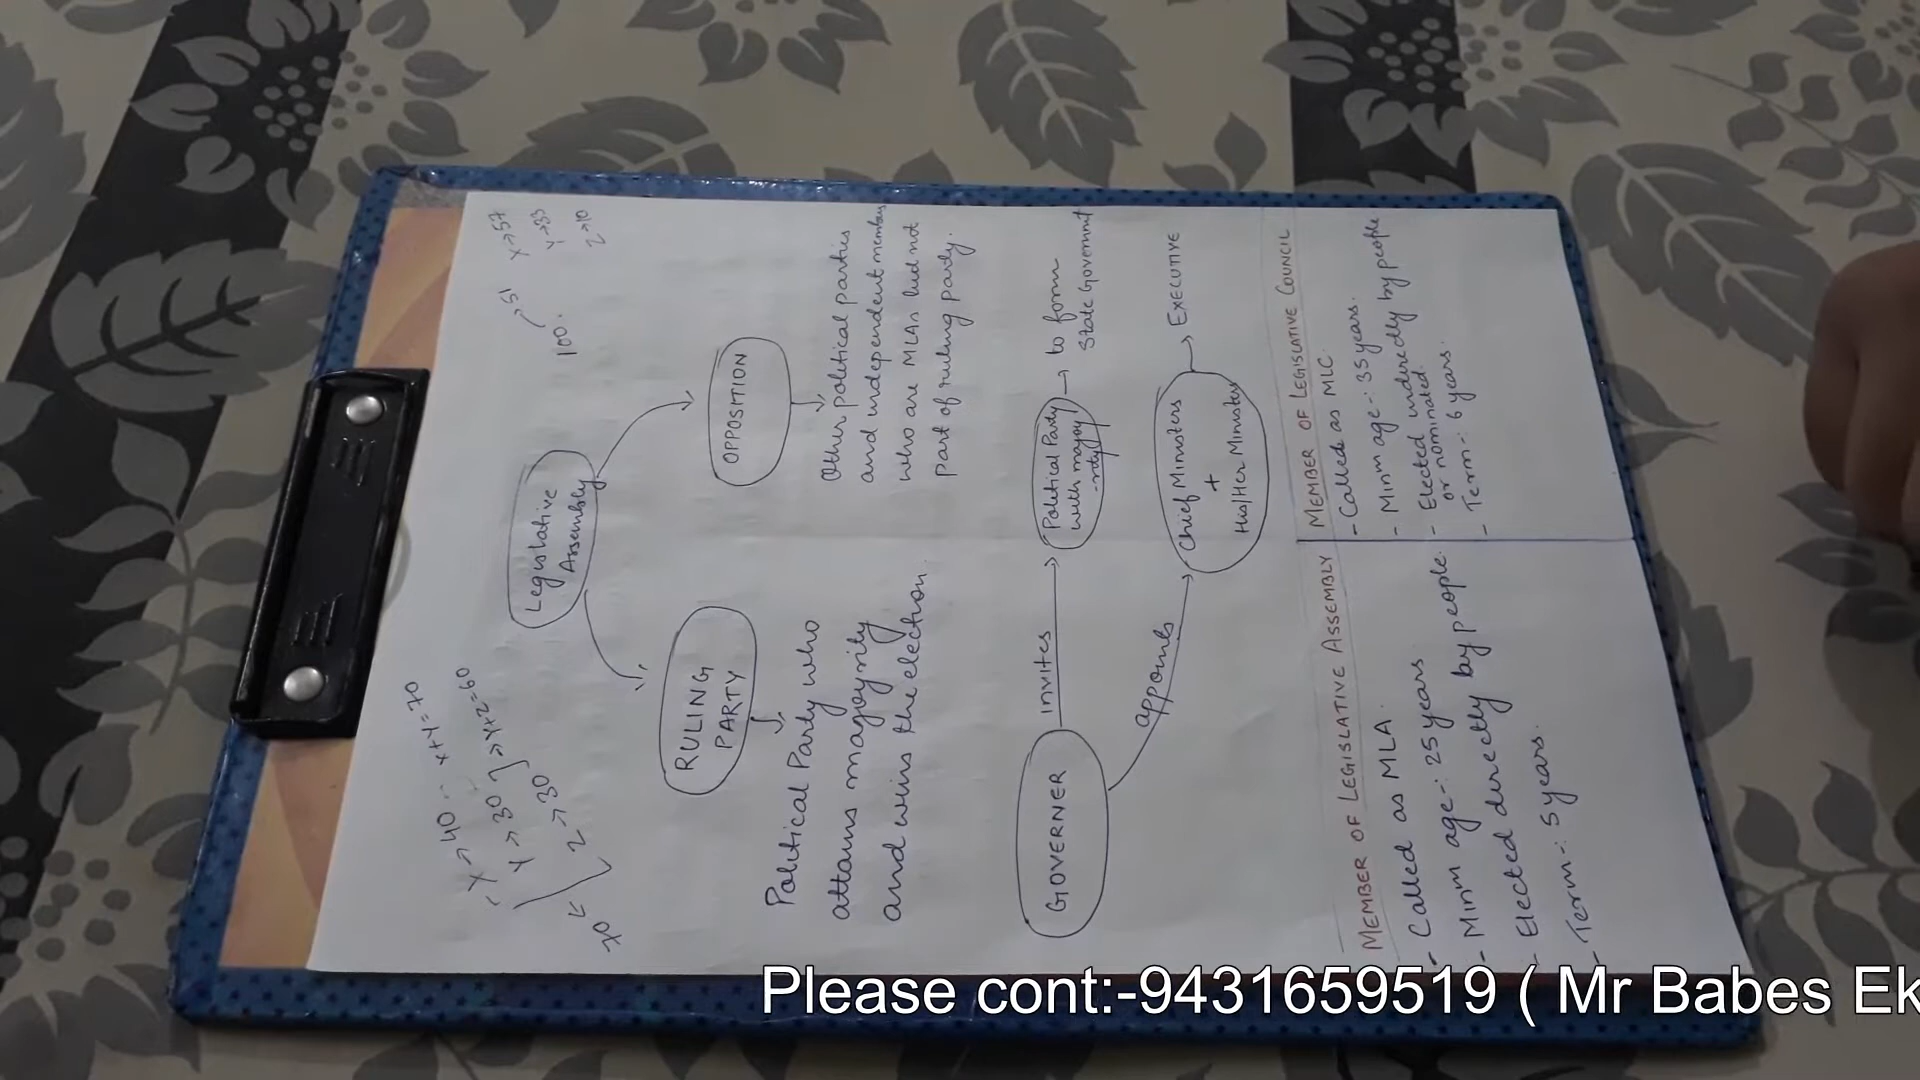 X→40.. X+Y=70
Y→30 ] → Y+Z=60
Z→30
70
100.
→51
X→57
Y→33
Z→10
Legislative
Assembly
RULING
PARTY
Political Party who
attains magoyrity
and wins the election.
OPPOSITION
Other political parties
and independent members
who are MLAs but not
part of ruling party.
GOVERNER
invites
Political Party
with majoy
-rity
→ to form
State Government
appoints
Chief Ministers
+
His/Her Ministers
→ EXECUTIVE
MEMBER OF LEGISLATIVE ASSEMBLY
- Called as MLA.
- Minm age-: 25 years
- Elected directly by people.
- Term-: 5 years.
MEMBER OF LEGISLATIVE COUNCIL
- Called as MLC.
- Minm age-: 35 years.
- Elected indirectly by people
or nominated.
- Term-: 6 years.
Please cont:-9431659519 ( Mr Babes Ek